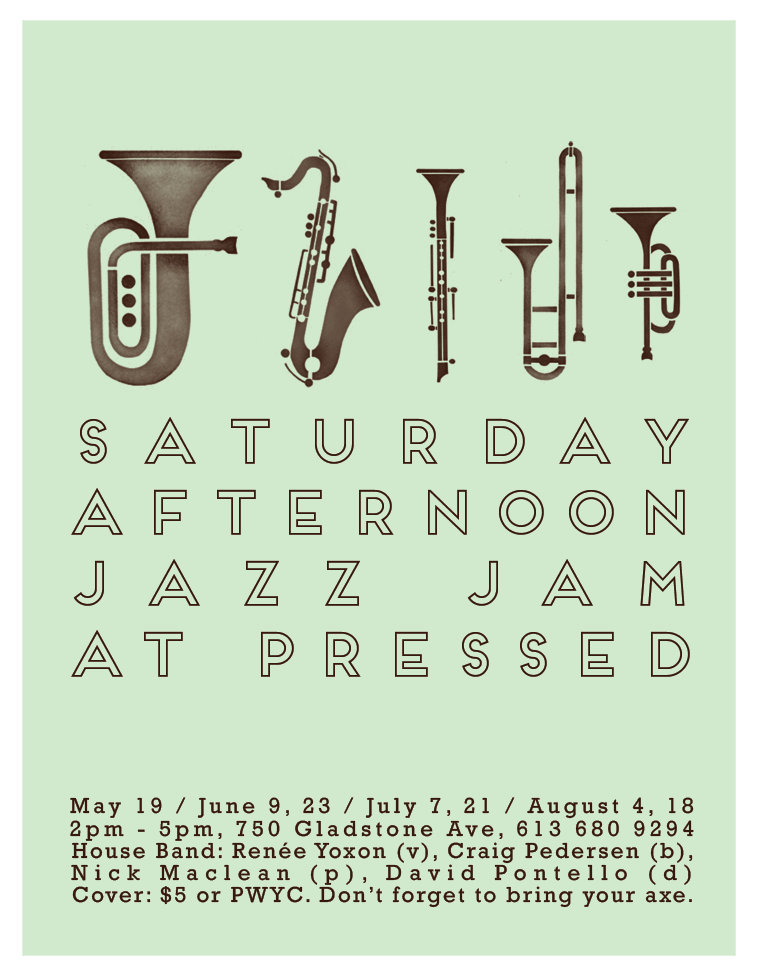 SATURDAY
AFTERNOON
JAZZ JAM
AT PRESSED
May 19 / June 9, 23 / July 7, 21 / August 4, 18
2pm - 5pm, 750 Gladstone Ave, 613 680 9294
House Band: Renée Yoxon (v), Craig Pedersen (b),
Nick Maclean (p), David Pontello (d)
Cover: $5 or PWYC. Don't forget to bring your axe.